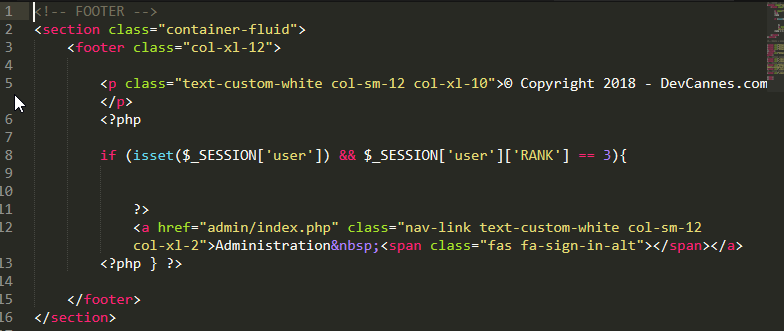 1 <!-- FOOTER -->
2 <section class="container-fluid">
3 <footer class="col-xl-12">
4
5 <p class="text-custom-white col-sm-12 col-xl-10">© Copyright 2018 - DevCannes.com
</p>
6 <?php
7
8 if (isset($_SESSION['user']) && $_SESSION['user']['RANK'] == 3){
9
10
11 ?>
12 <a href="admin/index.php" class="nav-link text-custom-white col-sm-12
col-xl-2">Administration&nbsp;<span class="fas fa-sign-in-alt"></span></a>
13 <?php } ?>
14
15 </footer>
16 </section>